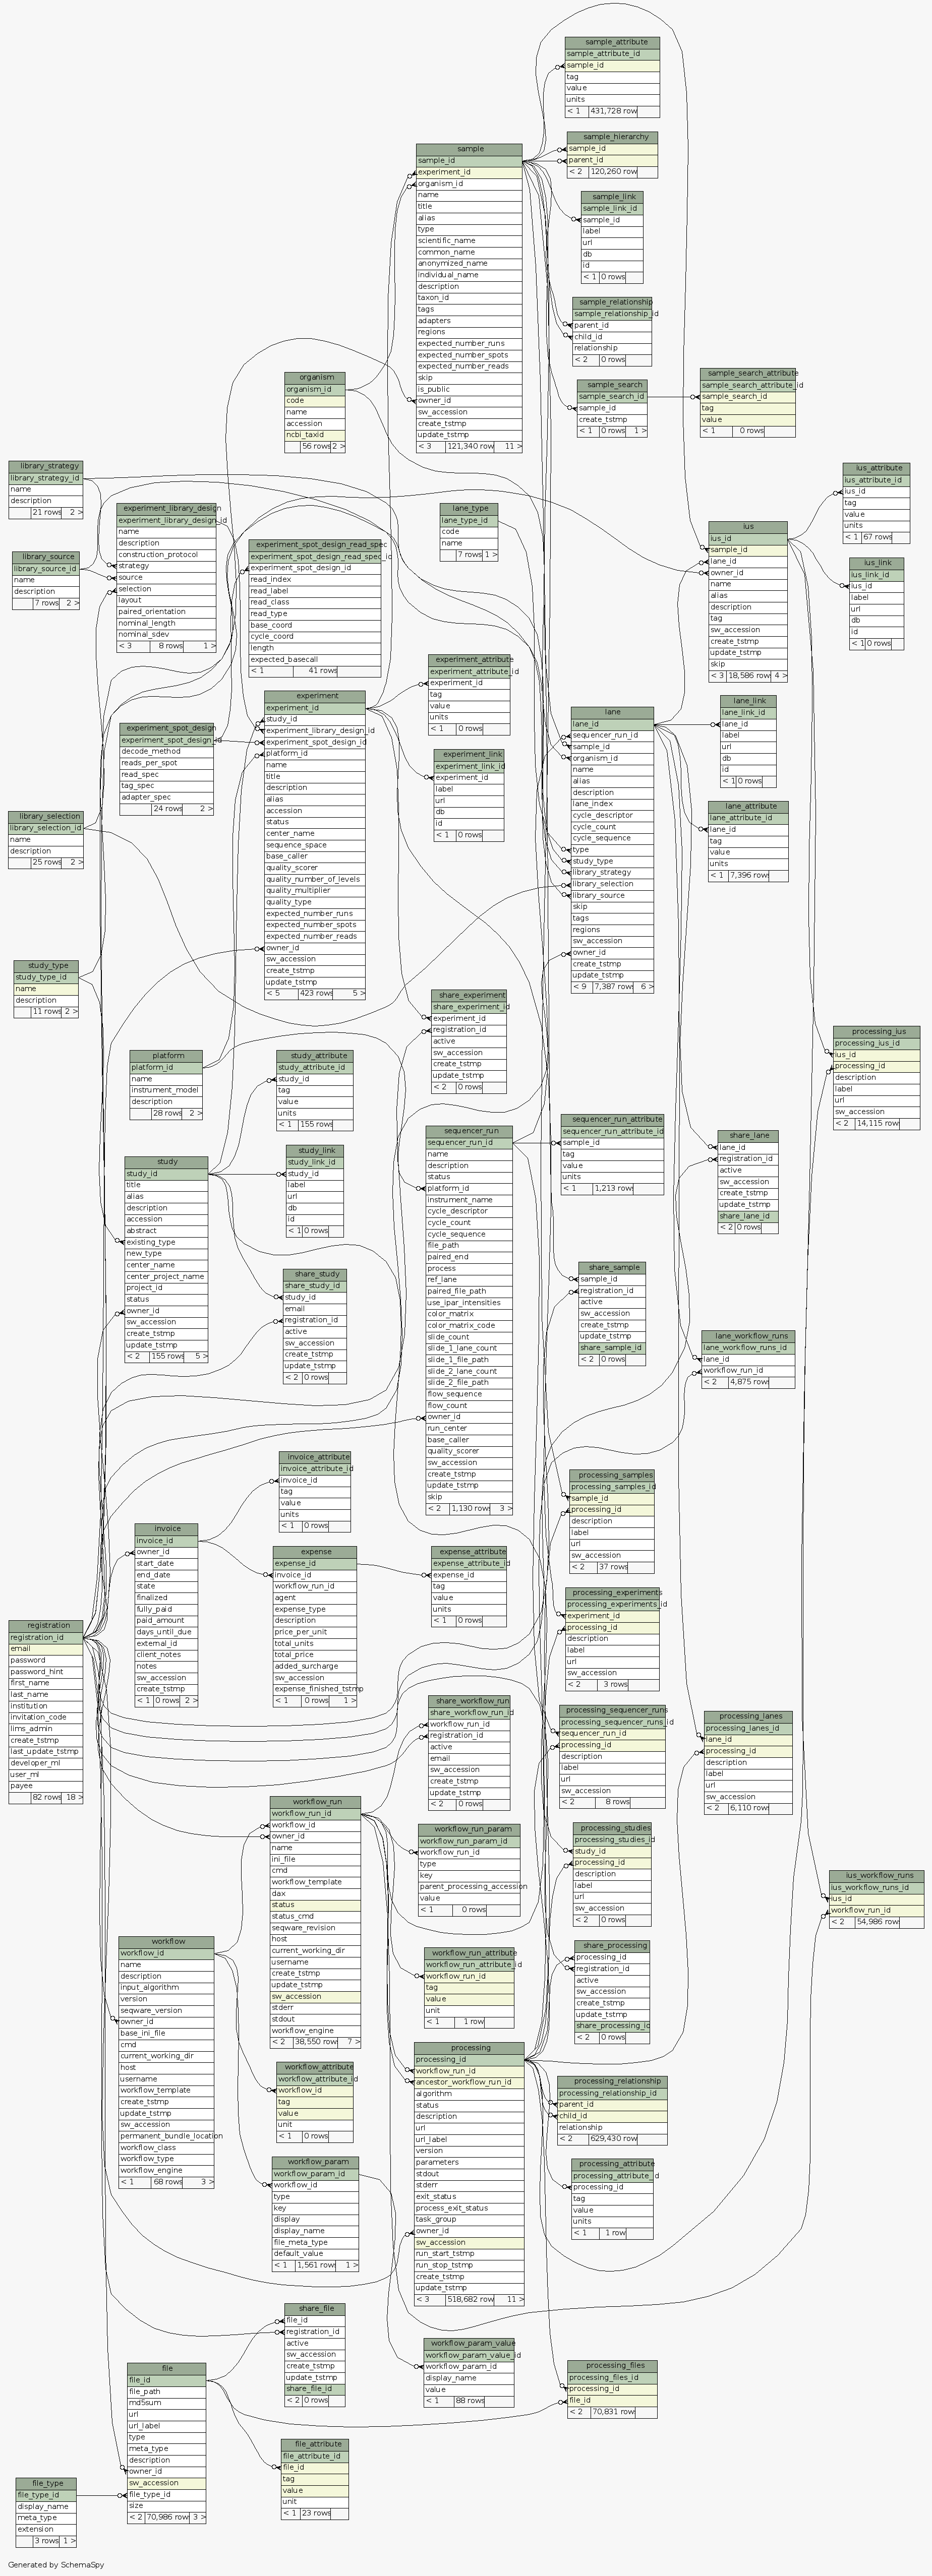 sample_attribute
sample_attribute_id
sample_id
tag
value
units
< 1 431,728 row
sample_hierarchy
sample_id
parent_id
< 2 120,260 row
sample
sample_id
experiment_id
organism_id
name
title
alias
type
scientific_name
common_name
anonymized_name
individual_name
description
taxon_id
tags
adapters
regions
expected_number_runs
expected_number_spots
expected_number_reads
skip
is_public
owner_id
sw_accession
create_tstmp
update_tstmp
< 3 121,340 row 11 >
sample_link
sample_link_id
sample_id
label
url
db
id
< 1 0 rows
sample_relationship
sample_relationship_id
parent_id
child_id
relationship
< 2 0 rows
sample_search
sample_search_id
sample_id
create_tstmp
< 1 0 rows 1 >
sample_search_attribute
sample_search_attribute_id
sample_search_id
tag
value
< 1 0 rows
organism
organism_id
code
name
accession
ncbi_taxid
56 rows 2 >
library_strategy
library_strategy_id
name
description
21 rows 2 >
library_source
library_source_id
name
description
7 rows 2 >
experiment_library_design
experiment_library_design_id
name
description
construction_protocol
strategy
source
selection
layout
paired_orientation
nominal_length
nominal_sdev
< 3 8 rows 1 >
experiment_spot_design_read_spec
experiment_spot_design_read_spec_id
experiment_spot_design_id
read_index
read_label
read_class
read_type
base_coord
cycle_coord
length
expected_basecall
< 1 41 rows
lane_type
lane_type_id
code
name
7 rows 1 >
ius
ius_id
sample_id
lane_id
owner_id
name
alias
description
tag
sw_accession
create_tstmp
update_tstmp
skip
< 3 18,586 row 4 >
ius_attribute
ius_attribute_id
ius_id
tag
value
units
< 1 67 rows
ius_link
ius_link_id
ius_id
label
url
db
id
< 1 0 rows
experiment_spot_design
experiment_spot_design_id
decode_method
reads_per_spot
read_spec
tag_spec
adapter_spec
24 rows 2 >
experiment
experiment_id
study_id
experiment_library_design_id
experiment_spot_design_id
platform_id
name
title
description
alias
accession
status
center_name
sequence_space
base_caller
quality_scorer
quality_number_of_levels
quality_multiplier
quality_type
expected_number_runs
expected_number_spots
expected_number_reads
owner_id
sw_accession
create_tstmp
update_tstmp
< 5 423 rows 5 >
experiment_attribute
experiment_attribute_id
experiment_id
tag
value
units
< 1 0 rows
experiment_link
experiment_link_id
experiment_id
label
url
db
id
< 1 0 rows
lane
lane_id
sequencer_run_id
sample_id
organism_id
name
alias
description
lane_index
cycle_descriptor
cycle_count
cycle_sequence
type
study_type
library_strategy
library_selection
library_source
skip
tags
regions
sw_accession
owner_id
create_tstmp
update_tstmp
< 9 7,387 row 6 >
lane_link
lane_link_id
lane_id
label
url
db
id
< 1 0 rows
lane_attribute
lane_attribute_id
lane_id
tag
value
units
< 1 7,396 row
library_selection
library_selection_id
name
description
25 rows 2 >
study_type
study_type_id
name
description
11 rows 2 >
platform
platform_id
name
instrument_model
description
28 rows 2 >
study_attribute
study_attribute_id
study_id
tag
value
units
< 1 155 rows
share_experiment
share_experiment_id
experiment_id
registration_id
active
sw_accession
create_tstmp
update_tstmp
< 2 0 rows
processing_ius
processing_ius_id
ius_id
processing_id
description
label
url
sw_accession
< 2 14,115 row
study
study_id
title
alias
description
accession
abstract
existing_type
new_type
center_name
center_project_name
project_id
status
owner_id
sw_accession
create_tstmp
update_tstmp
< 2 155 rows 5 >
study_link
study_link_id
study_id
label
url
db
id
< 1 0 rows
share_study
share_study_id
study_id
email
registration_id
active
sw_accession
create_tstmp
update_tstmp
< 2 0 rows
sequencer_run
sequencer_run_id
name
description
status
platform_id
instrument_name
cycle_descriptor
cycle_count
cycle_sequence
file_path
paired_end
process
ref_lane
paired_file_path
use_ipar_intensities
color_matrix
color_matrix_code
slide_count
slide_1_lane_count
slide_1_file_path
slide_2_lane_count
slide_2_file_path
flow_sequence
flow_count
owner_id
run_center
base_caller
quality_scorer
sw_accession
create_tstmp
update_tstmp
skip
< 2 1,130 row 3 >
sequencer_run_attribute
sequencer_run_attribute_id
sample_id
tag
value
units
< 1 1,213 row
share_lane
lane_id
registration_id
active
sw_accession
create_tstmp
update_tstmp
share_lane_id
< 2 0 rows
share_sample
sample_id
registration_id
active
sw_accession
create_tstmp
update_tstmp
share_sample_id
< 2 0 rows
lane_workflow_runs
lane_workflow_runs_id
lane_id
workflow_run_id
< 2 4,875 row
invoice_attribute
invoice_attribute_id
invoice_id
tag
value
units
< 1 0 rows
invoice
invoice_id
owner_id
start_date
end_date
state
finalized
fully_paid
paid_amount
days_until_due
external_id
client_notes
notes
sw_accession
create_tstmp
< 1 0 rows 2 >
expense
expense_id
invoice_id
workflow_run_id
agent
expense_type
description
price_per_unit
total_units
total_price
added_surcharge
sw_accession
expense_finished_tstmp
< 1 0 rows 1 >
expense_attribute
expense_attribute_id
expense_id
tag
value
units
< 1 0 rows
processing_samples
processing_samples_id
sample_id
processing_id
description
label
url
sw_accession
< 2 37 rows
processing_experiments
processing_experiments_id
experiment_id
processing_id
description
label
url
sw_accession
< 2 3 rows
registration
registration_id
email
password
password_hint
first_name
last_name
institution
invitation_code
lims_admin
create_tstmp
last_update_tstmp
developer_ml
user_ml
payee
82 rows 18 >
share_workflow_run
share_workflow_run_id
workflow_run_id
registration_id
active
email
sw_accession
create_tstmp
update_tstmp
< 2 0 rows
processing_sequencer_runs
processing_sequencer_runs_id
sequencer_run_id
processing_id
description
label
url
sw_accession
< 2 8 rows
processing_lanes
processing_lanes_id
lane_id
processing_id
description
label
url
sw_accession
< 2 6,110 row
workflow_run
workflow_run_id
workflow_id
owner_id
name
ini_file
cmd
workflow_template
dax
status
status_cmd
seqware_revision
host
current_working_dir
username
create_tstmp
update_tstmp
sw_accession
stderr
stdout
workflow_engine
< 2 38,550 row 7 >
workflow_run_param
workflow_run_param_id
workflow_run_id
type
key
parent_processing_accession
value
< 1 0 rows
processing_studies
processing_studies_id
study_id
processing_id
description
label
url
sw_accession
< 2 0 rows
ius_workflow_runs
ius_workflow_runs_id
ius_id
workflow_run_id
< 2 54,986 row
workflow
workflow_id
name
description
input_algorithm
version
seqware_version
owner_id
base_ini_file
cmd
current_working_dir
host
username
workflow_template
create_tstmp
update_tstmp
sw_accession
permanent_bundle_location
workflow_class
workflow_type
workflow_engine
< 1 68 rows 3 >
workflow_run_attribute
workflow_run_attribute_id
workflow_run_id
tag
value
unit
< 1 1 row
share_processing
processing_id
registration_id
active
sw_accession
create_tstmp
update_tstmp
share_processing_id
< 2 0 rows
workflow_attribute
workflow_attribute_id
workflow_id
tag
value
unit
< 1 0 rows
processing
processing_id
workflow_run_id
ancestor_workflow_run_id
algorithm
status
description
url
url_label
version
parameters
stdout
stderr
exit_status
process_exit_status
task_group
owner_id
sw_accession
run_start_tstmp
run_stop_tstmp
create_tstmp
update_tstmp
< 3 518,682 row 11 >
processing_relationship
processing_relationship_id
parent_id
child_id
relationship
< 2 629,430 row
workflow_param
workflow_param_id
workflow_id
type
key
display
display_name
file_meta_type
default_value
< 1 1,561 row 1 >
processing_attribute
processing_attribute_id
processing_id
tag
value
units
< 1 1 row
share_file
file_id
registration_id
active
sw_accession
create_tstmp
update_tstmp
share_file_id
< 2 0 rows
workflow_param_value
workflow_param_value_id
workflow_param_id
display_name
value
< 1 88 rows
processing_files
processing_files_id
processing_id
file_id
< 2 70,831 row
file
file_id
file_path
md5sum
url
url_label
type
meta_type
description
owner_id
sw_accession
file_type_id
size
< 2 70,986 row 3 >
file_attribute
file_attribute_id
file_id
tag
value
unit
< 1 23 rows
file_type
file_type_id
display_name
meta_type
extension
3 rows 1 >
Generated by SchemaSpy